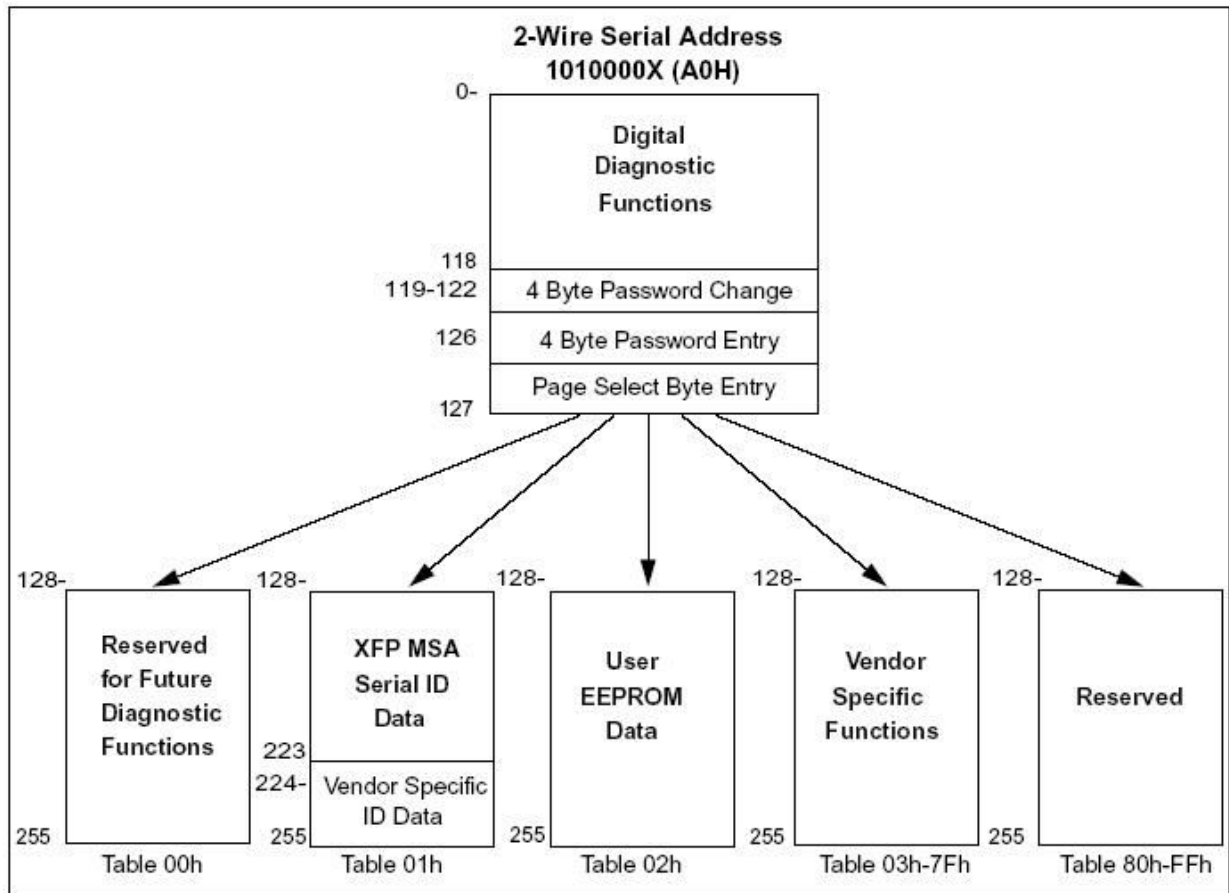 2-Wire Serial Address
1010000X (A0H)
0-
Digital
Diagnostic
Functions
118
119-122
4 Byte Password Change
126
4 Byte Password Entry
Page Select Byte Entry
127
128-
Reserved
for Future
Diagnostic
Functions
255
Table 00h
128-
XFP MSA
Serial ID
Data
223
224-
Vendor Specific
ID Data
255
Table 01h
128-
User
EEPROM
Data
255
Table 02h
128-
Vendor
Specific
Functions
255
Table 03h-7Fh
128-
Reserved
255
Table 80h-FFh